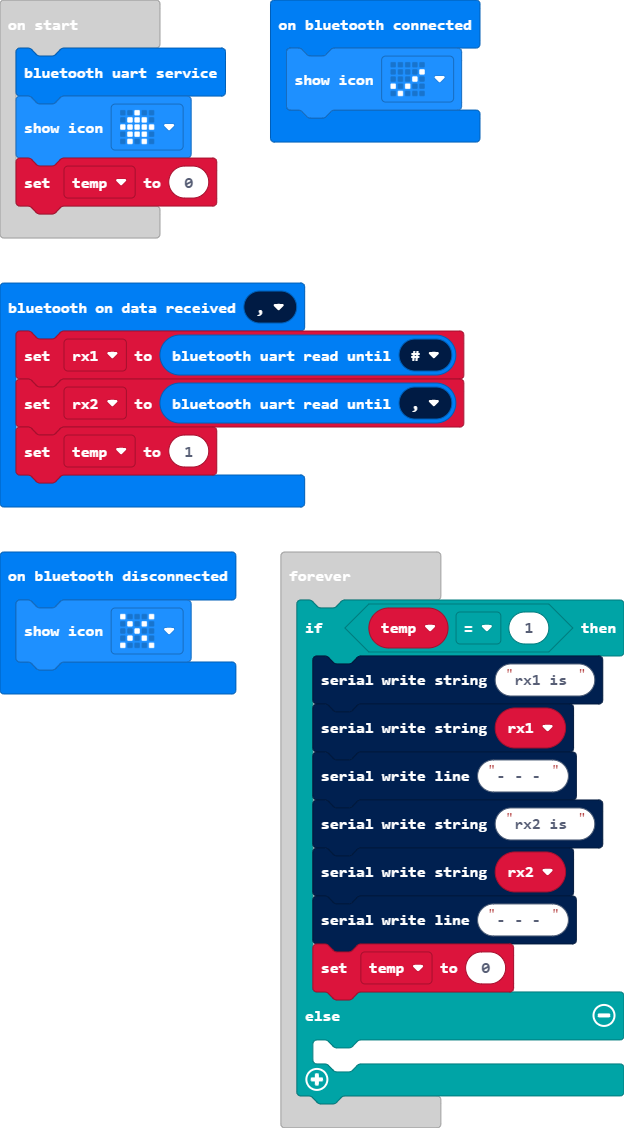 on start
bluetooth uart service
show icon
set temp to 0
on bluetooth connected
show icon
bluetooth on data received ,
set rx1 to bluetooth uart read until #
set rx2 to bluetooth uart read until ,
set temp to 1
on bluetooth disconnected
show icon
forever
if temp = 1 then
serial write string "rx1 is "
serial write string rx1
serial write line "- - - "
serial write string "rx2 is "
serial write string rx2
serial write line "- - - "
set temp to 0
else